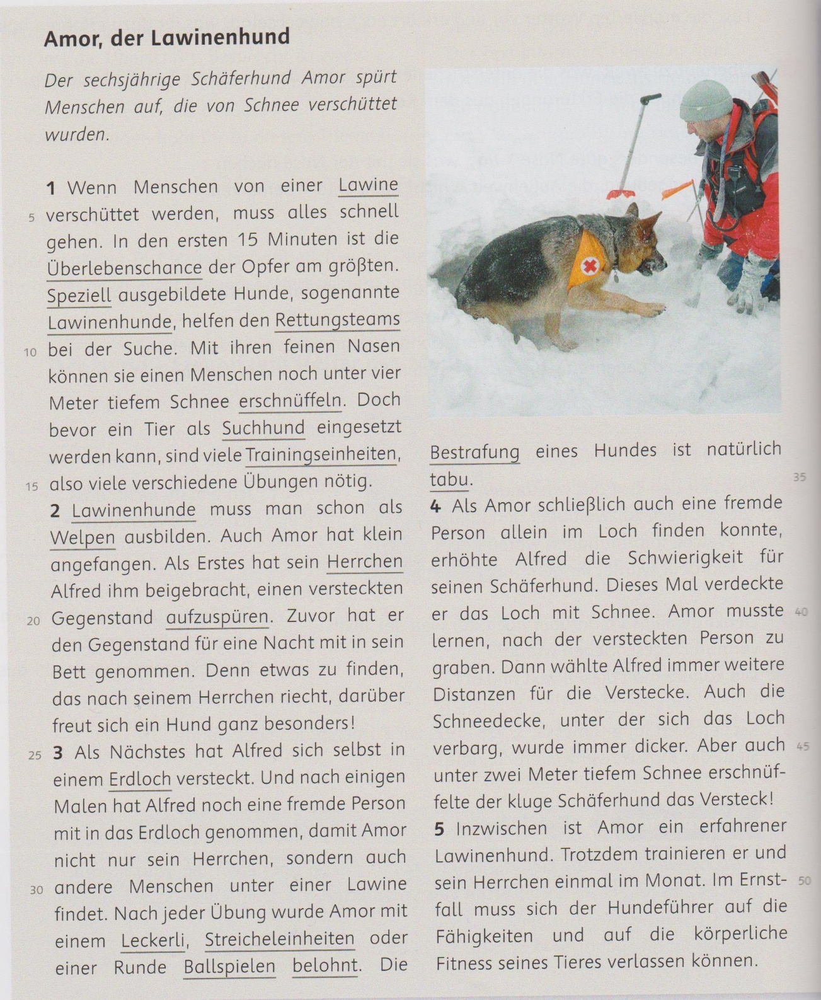 Amor, der Lawinenhund
Der sechsjährige Schäferhund Amor spürt
Menschen auf, die von Schnee verschüttet
wurden.
1 Wenn Menschen von einer Lawine
5 verschüttet werden, muss alles schnell
gehen. In den ersten 15 Minuten ist die
Überlebenschance der Opfer am größten.
Speziell ausgebildete Hunde, sogenannte
Lawinenhunde, helfen den Rettungsteams
10 bei der Suche. Mit ihren feinen Nasen
können sie einen Menschen noch unter vier
Meter tiefem Schnee erschnüffeln. Doch
bevor ein Tier als Suchhund eingesetzt
werden kann, sind viele Trainingseinheiten,
15 also viele verschiedene Übungen nötig.
2 Lawinenhunde muss man schon als
Welpen ausbilden. Auch Amor hat klein
angefangen. Als Erstes hat sein Herrchen
Alfred ihm beigebracht, einen versteckten
20 Gegenstand aufzuspüren. Zuvor hat er
den Gegenstand für eine Nacht mit in sein
Bett genommen. Denn etwas zu finden,
das nach seinem Herrchen riecht, darüber
freut sich ein Hund ganz besonders!
25 3 Als Nächstes hat Alfred sich selbst in
einem Erdloch versteckt. Und nach einigen
Malen hat Alfred noch eine fremde Person
mit in das Erdloch genommen, damit Amor
nicht nur sein Herrchen, sondern auch
30 andere Menschen unter einer Lawine
findet. Nach jeder Übung wurde Amor mit
einem Leckerli, Streicheleinheiten oder
einer Runde Ballspielen belohnt. Die
Bestrafung eines Hundes ist natürlich
tabu. 35
4 Als Amor schließlich auch eine fremde
Person allein im Loch finden konnte,
erhöhte Alfred die Schwierigkeit für
seinen Schäferhund. Dieses Mal verdeckte
er das Loch mit Schnee. Amor musste 40
lernen, nach der versteckten Person zu
graben. Dann wählte Alfred immer weitere
Distanzen für die Verstecke. Auch die
Schneedecke, unter der sich das Loch
verbarg, wurde immer dicker. Aber auch 45
unter zwei Meter tiefem Schnee erschnüf-
felte der kluge Schäferhund das Versteck!
5 Inzwischen ist Amor ein erfahrener
Lawinenhund. Trotzdem trainieren er und
sein Herrchen einmal im Monat. Im Ernst- 50
fall muss sich der Hundeführer auf die
Fähigkeiten und auf die körperliche
Fitness seines Tieres verlassen können.